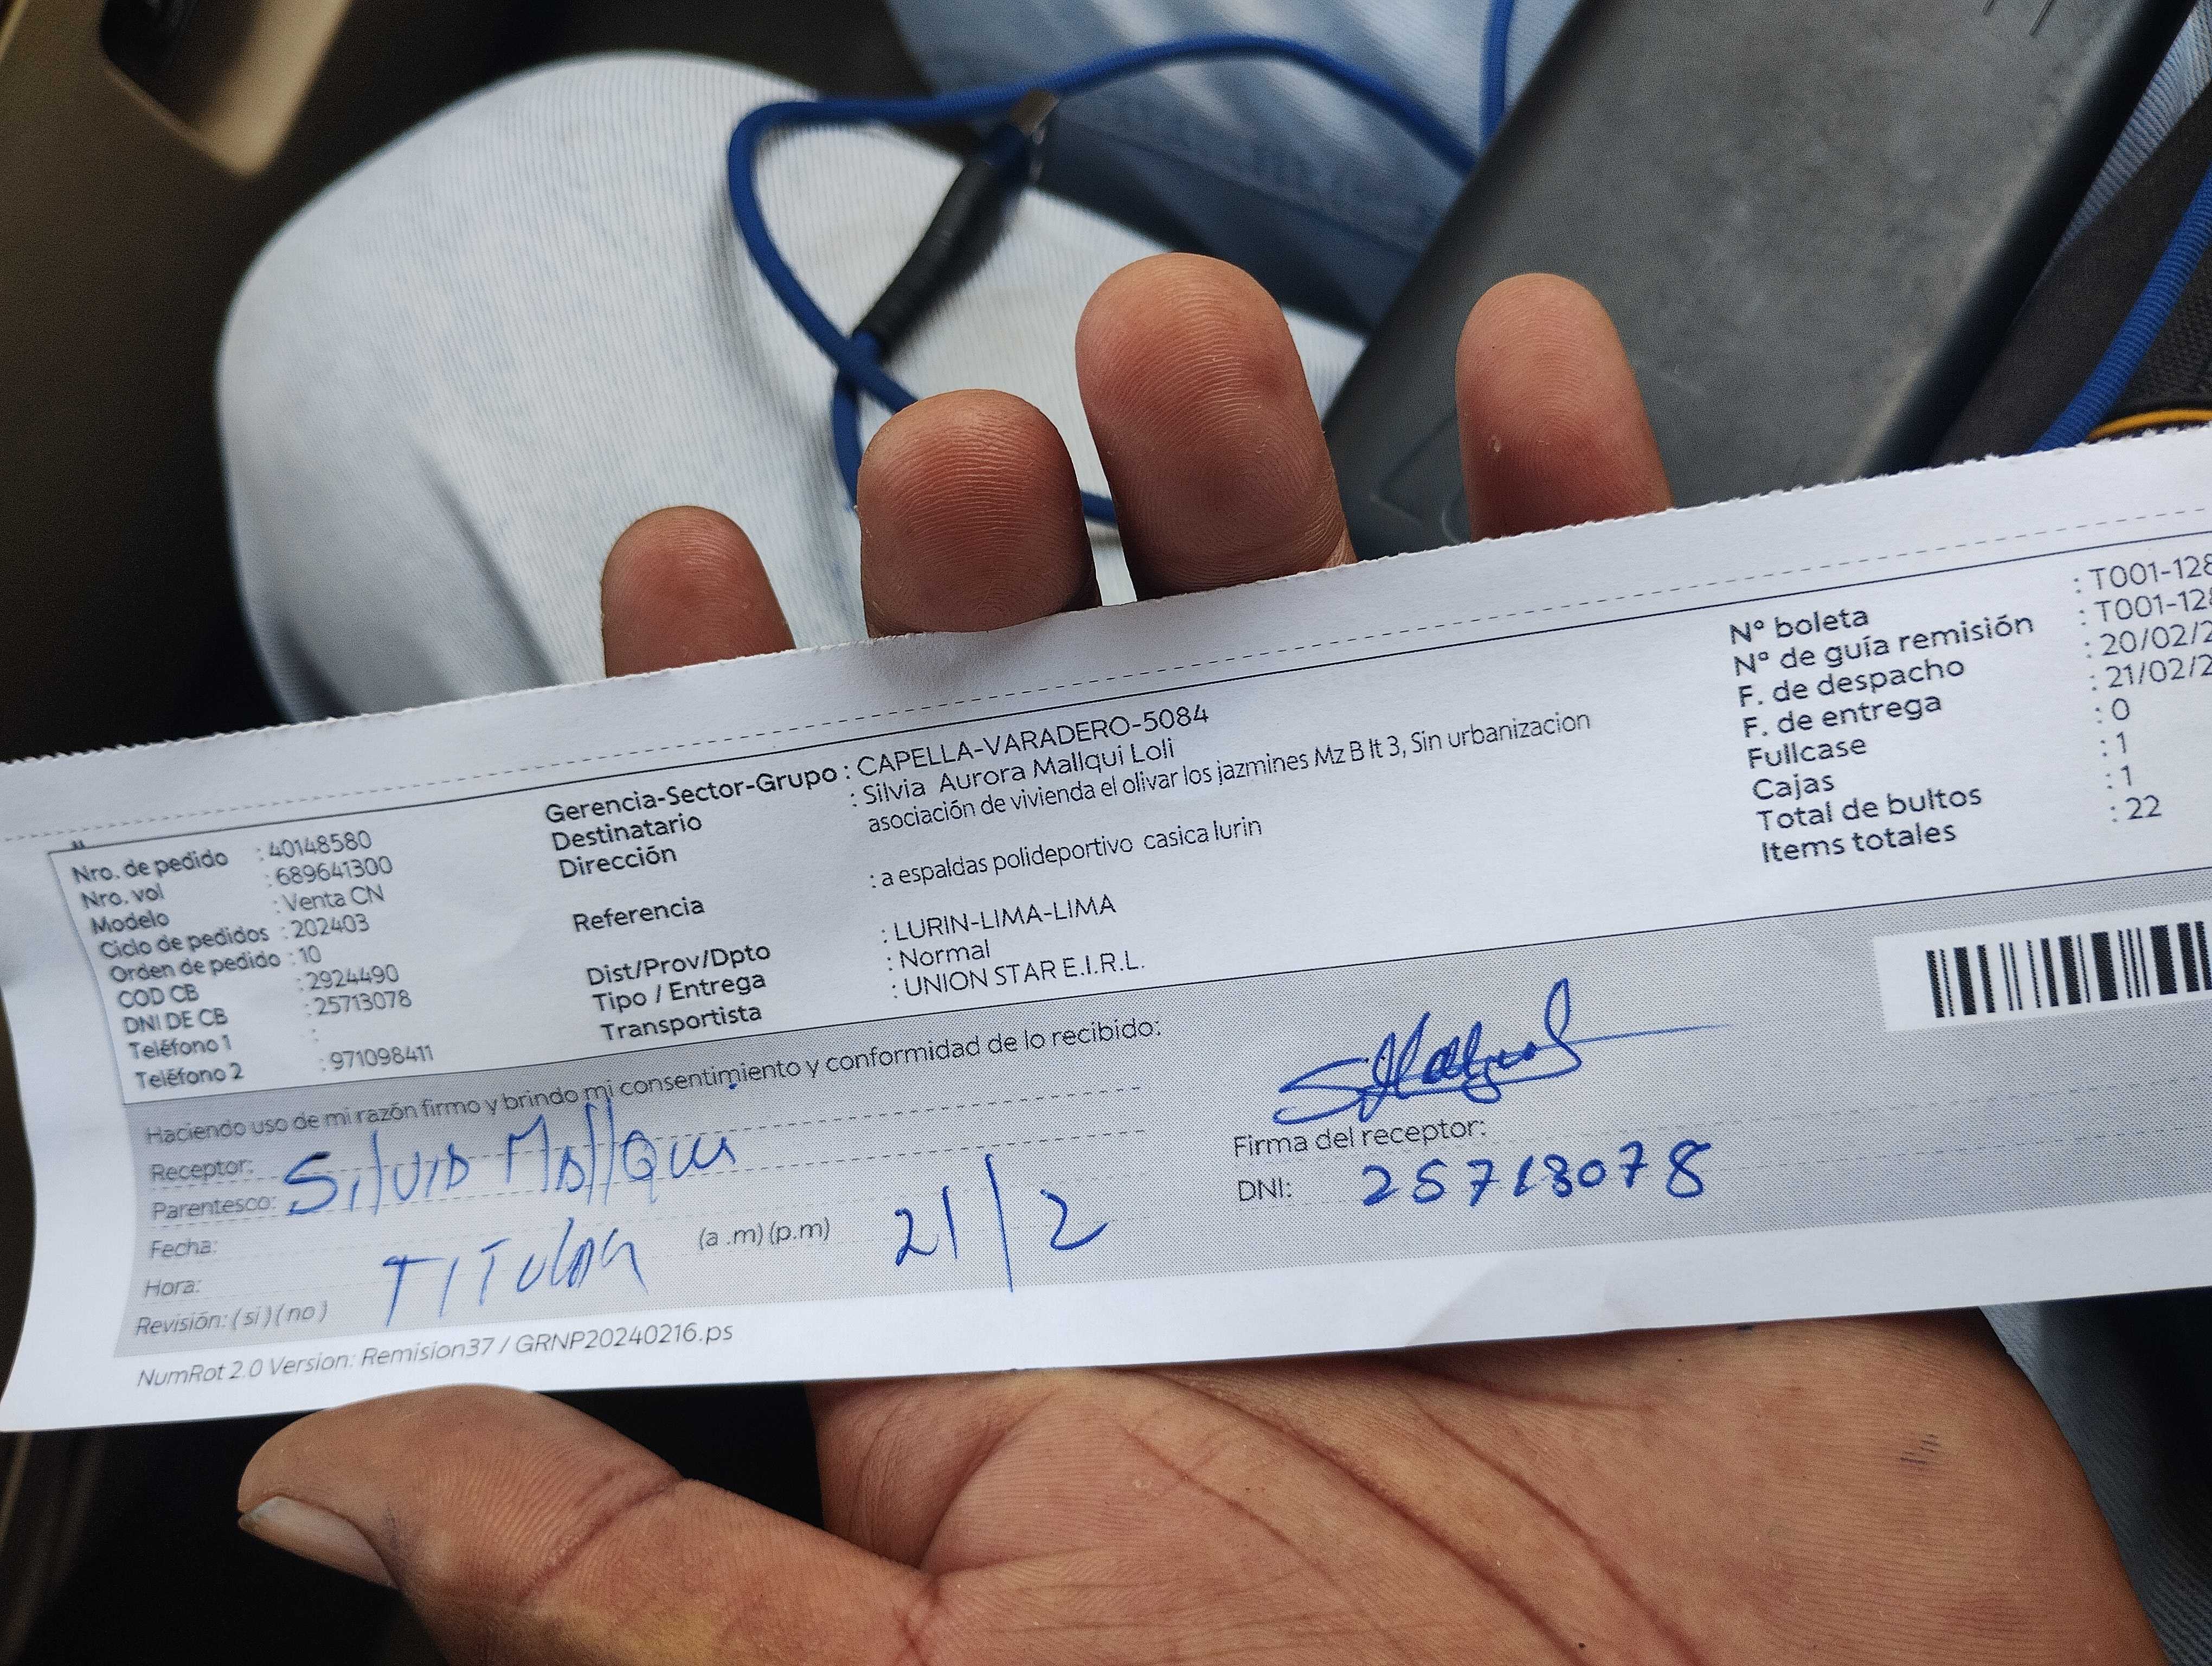 Nro. de pedido : 40148580
Nro. vol : 689641300
Modelo : Venta CN
Ciclo de pedidos : 202403
Orden de pedido : 10
COD CB : 2924490
DNI DE CB : 25713078
Teléfono 1 :
Teléfono 2 : 971098411
Gerencia-Sector-Grupo : CAPELLA-VARADERO-5084
Destinatario : Silvia Aurora Mallqui Loli
Dirección asociación de vivienda el olivar los jazmines Mz B lt 3, Sin urbanizacion
Referencia : a espaldas polideportivo casica lurin
Dist/Prov/Dpto : LURIN-LIMA-LIMA
Tipo / Entrega : Normal
Transportista : UNION STAR E.I.R.L.
N° boleta : T001-128
N° de guía remisión : T001-128
F. de despacho : 20/02/2
F. de entrega : 21/02/2
Fullcase : 0
Cajas : 1
Total de bultos : 1
Items totales : 22
Haciendo uso de mi razón firmo y brindo mi consentimiento y conformidad de lo recibido:
Receptor: Silvia Mallqui
Parentesco:
Fecha: TITULAR (a .m) (p.m) 21/2
Hora:
Revisión: ( si ) ( no )
Firma del receptor:
DNI: 25713078
NumRot 2.0 Version: Remision37 / GRNP20240216.ps